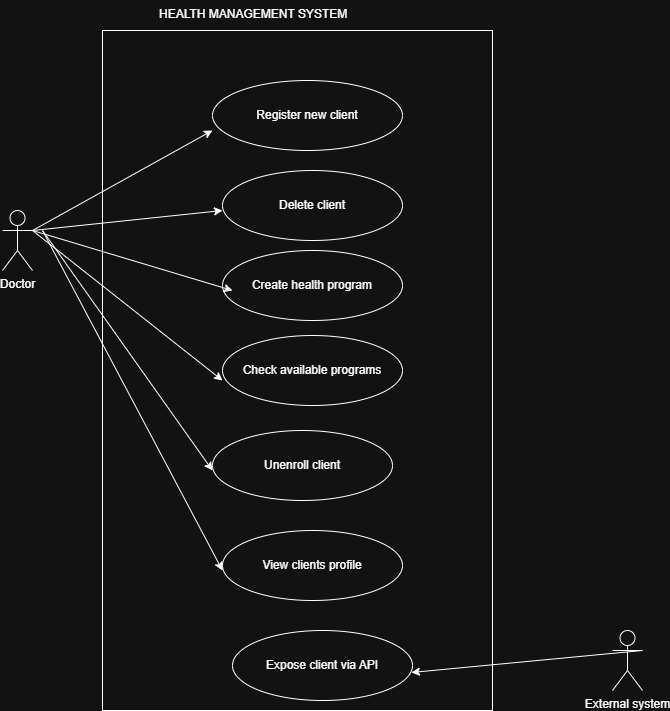 HEALTH MANAGEMENT SYSTEM
Register new client
Delete client
Doctor
Create health program
Check available programs
Unenroll client
View clients profile
Expose client via API
External system